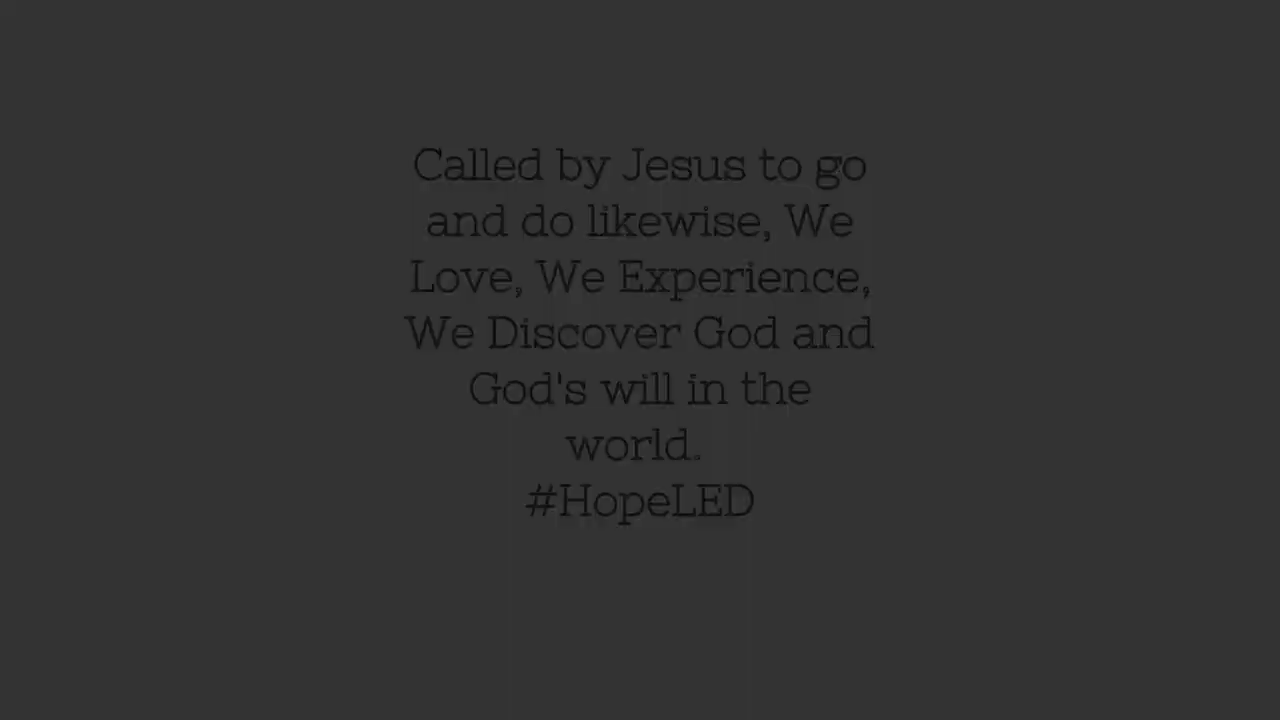 Called by Jesus to go
and do likewise, We
Love, We Experience,
We Discover God and
God's will in the
world.
#HopeLED